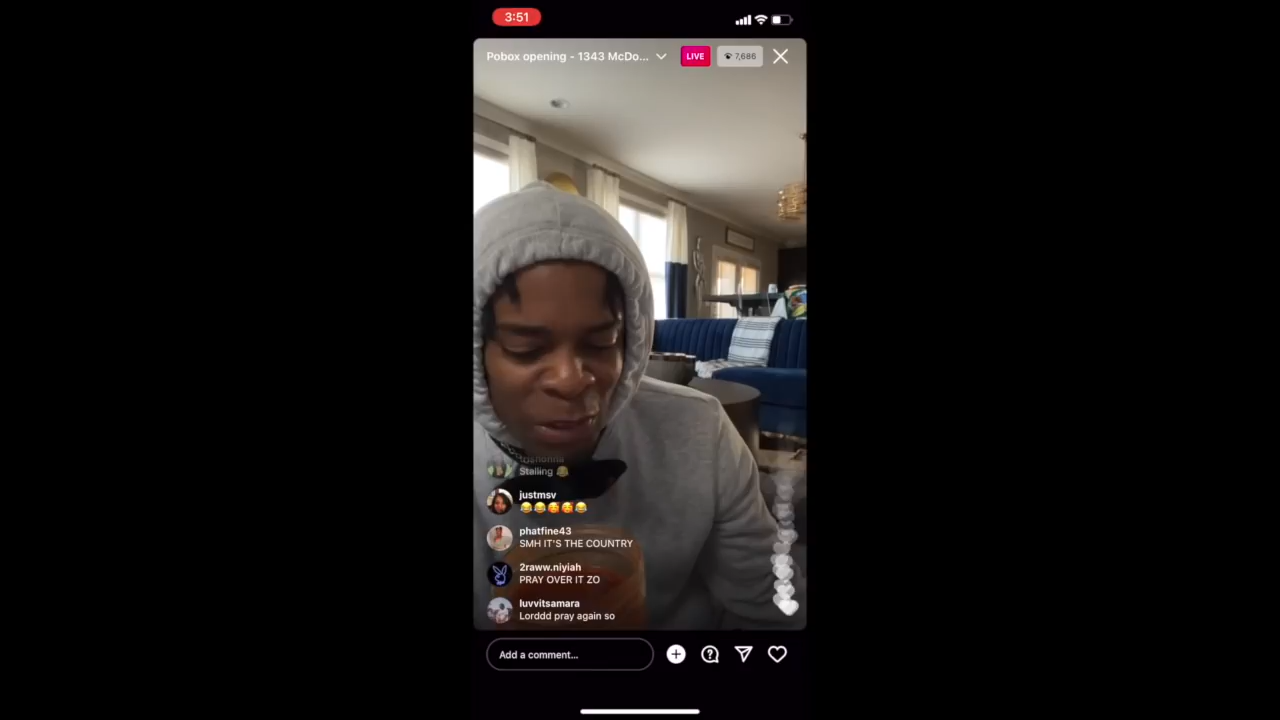 3:51
Pobox opening - 1343 McDo...
LIVE
7,686
Stalling 😂
justmsv
😂😂🥰🥰😂
phatfine43
SMH IT'S THE COUNTRY
2raww.niyiah
PRAY OVER IT ZO
luvvitsamara
Lorddd pray again so
Add a comment...